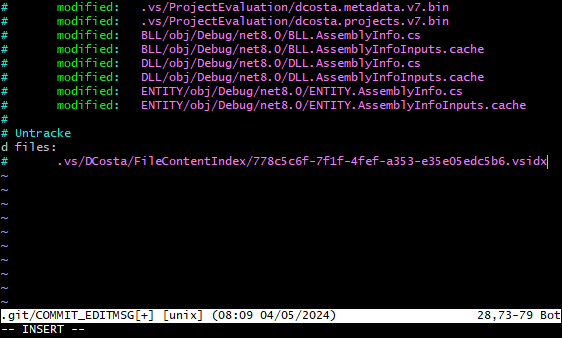 #       modified:   .vs/ProjectEvaluation/dcosta.metadata.v7.bin
#       modified:   .vs/ProjectEvaluation/dcosta.projects.v7.bin
#       modified:   BLL/obj/Debug/net8.0/BLL.AssemblyInfo.cs
#       modified:   BLL/obj/Debug/net8.0/BLL.AssemblyInfoInputs.cache
#       modified:   DLL/obj/Debug/net8.0/DLL.AssemblyInfo.cs
#       modified:   DLL/obj/Debug/net8.0/DLL.AssemblyInfoInputs.cache
#       modified:   ENTITY/obj/Debug/net8.0/ENTITY.AssemblyInfo.cs
#       modified:   ENTITY/obj/Debug/net8.0/ENTITY.AssemblyInfoInputs.cache
#
# Untracke
d files:
#       .vs/DCosta/FileContentIndex/778c5c6f-7f1f-4fef-a353-e35e05edc5b6.vsidx
~
~
~
~
~
~
~
~
.git/COMMIT_EDITMSG[+] [unix] (08:09 04/05/2024) 28,73-79 Bot
-- INSERT --